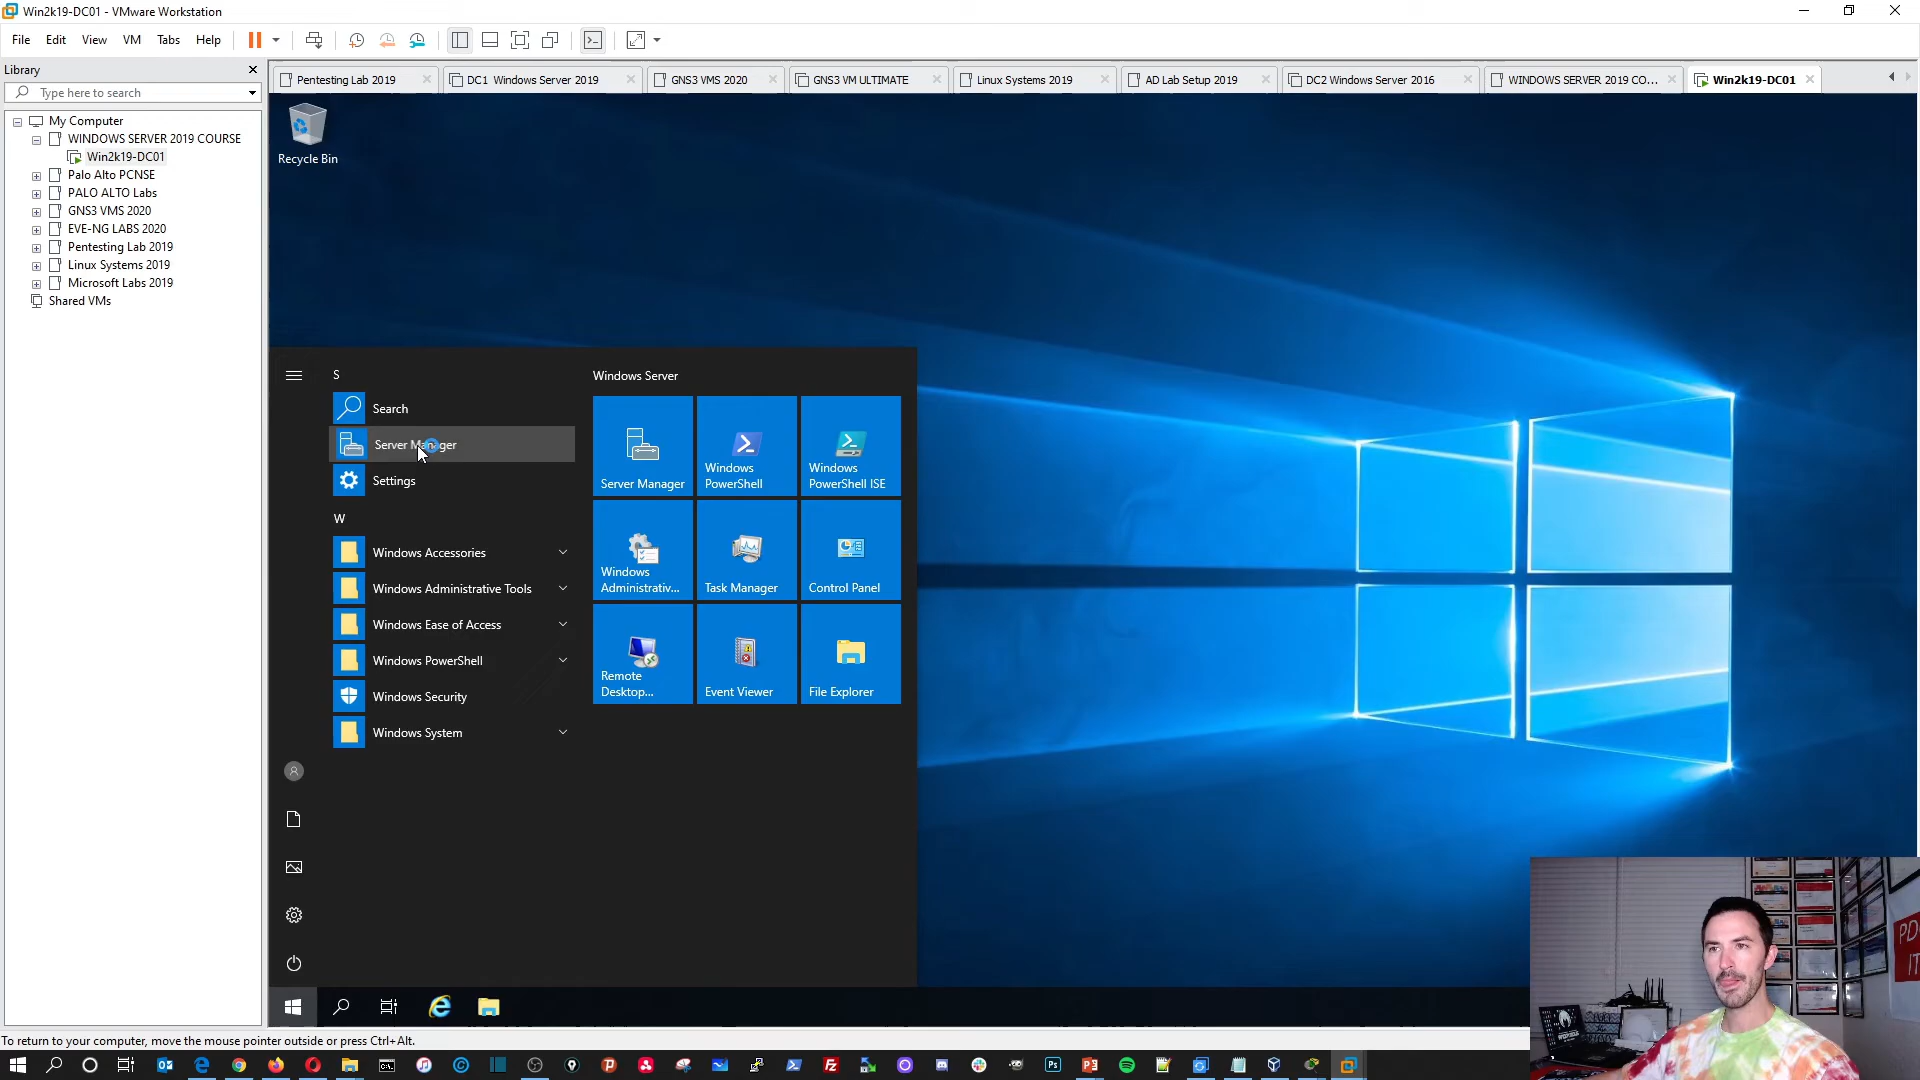 Win2k19-DC01 - VMware Workstation
File Edit View VM Tabs Help
Library
Type here to search
My Computer
WINDOWS SERVER 2019 COURSE
Win2k19-DC01
Palo Alto PCNSE
PALO ALTO Labs
GNS3 VMS 2020
EVE-NG LABS 2020
Pentesting Lab 2019
Linux Systems 2019
Microsoft Labs 2019
Shared VMs
Pentesting Lab 2019 DC1 Windows Server 2019 GNS3 VMS 2020 GNS3 VM ULTIMATE Linux Systems 2019 AD Lab Setup 2019 DC2 Windows Server 2016 WINDOWS SERVER 2019 CO... Win2k19-DC01
Recycle Bin
S
Search
Server Manager
Settings
W
Windows Accessories
Windows Administrative Tools
Windows Ease of Access
Windows PowerShell
Windows Security
Windows System
Windows Server
Server Manager
Windows
PowerShell
Windows
PowerShell ISE
Windows
Administrativ...
Task Manager
Control Panel
Remote
Desktop...
Event Viewer
File Explorer
To return to your computer, move the mouse pointer outside or press Ctrl+Alt.